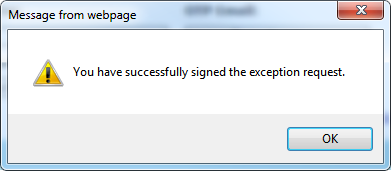 Message from webpage
You have successfully signed the exception request.
OK